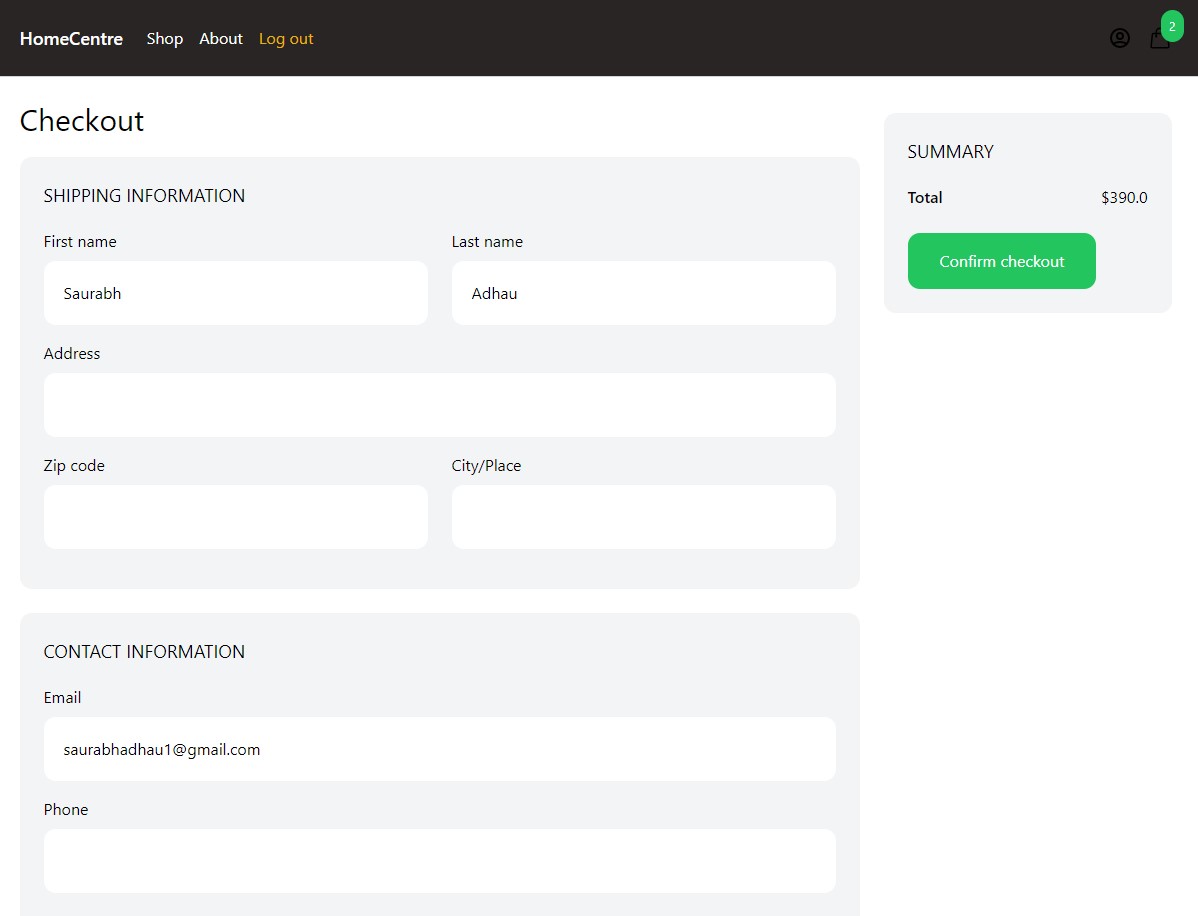 HomeCentre Shop About Log out 2
Checkout
SHIPPING INFORMATION
First name Last name
Saurabh Adhau
Address
Zip code City/Place
CONTACT INFORMATION
Email
saurabhadhau1@gmail.com
Phone
SUMMARY
Total $390.0
Confirm checkout